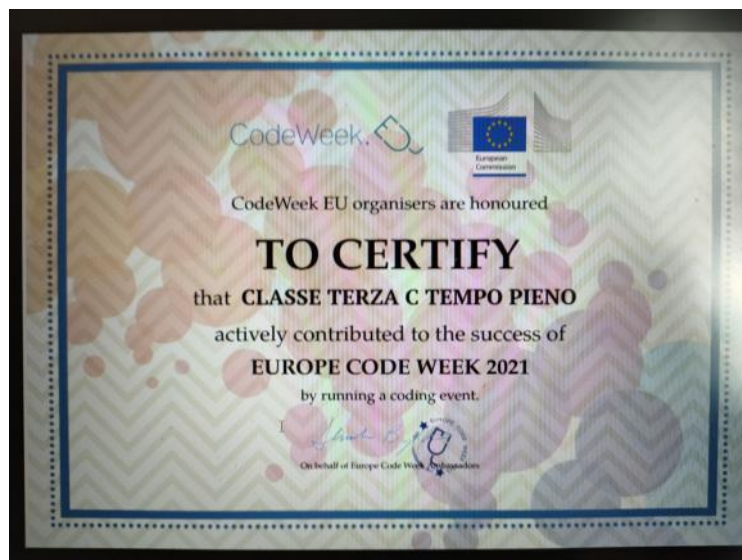 CodeWeek.EU
European
Commission
CodeWeek EU organisers are honoured
TO CERTIFY
that CLASSE TERZA C TEMPO PIENO
actively contributed to the success of
EUROPE CODE WEEK 2021
by running a coding event.
On behalf of Europe Code Week Ambassadors